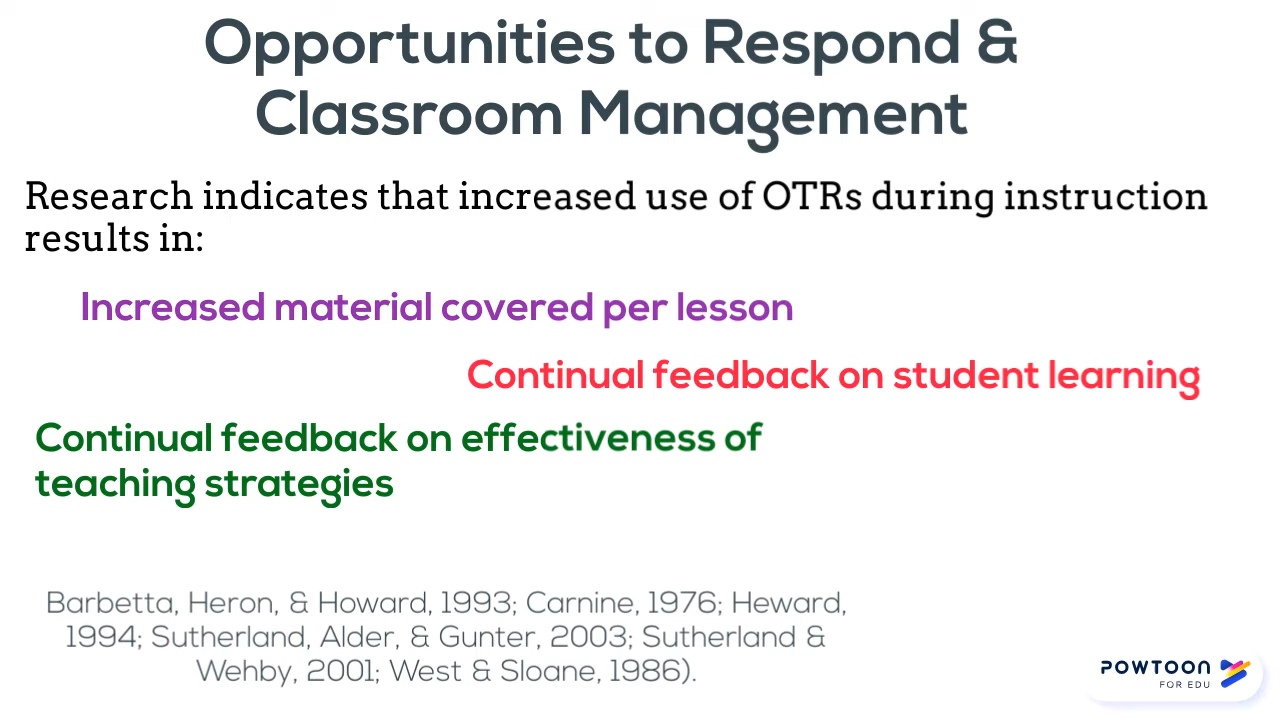 Opportunities to Respond &
Classroom Management
Research indicates that increased use of OTRs during instruction
results in:
Increased material covered per lesson
Continual feedback on student learning
Continual feedback on effectiveness of
teaching strategies
Barbetta, Heron, & Howard, 1993; Carnine, 1976; Heward,
1994; Sutherland, Alder, & Gunter, 2003; Sutherland &
Wehby, 2001; West & Sloane, 1986).
POWTOON
FOR EDU